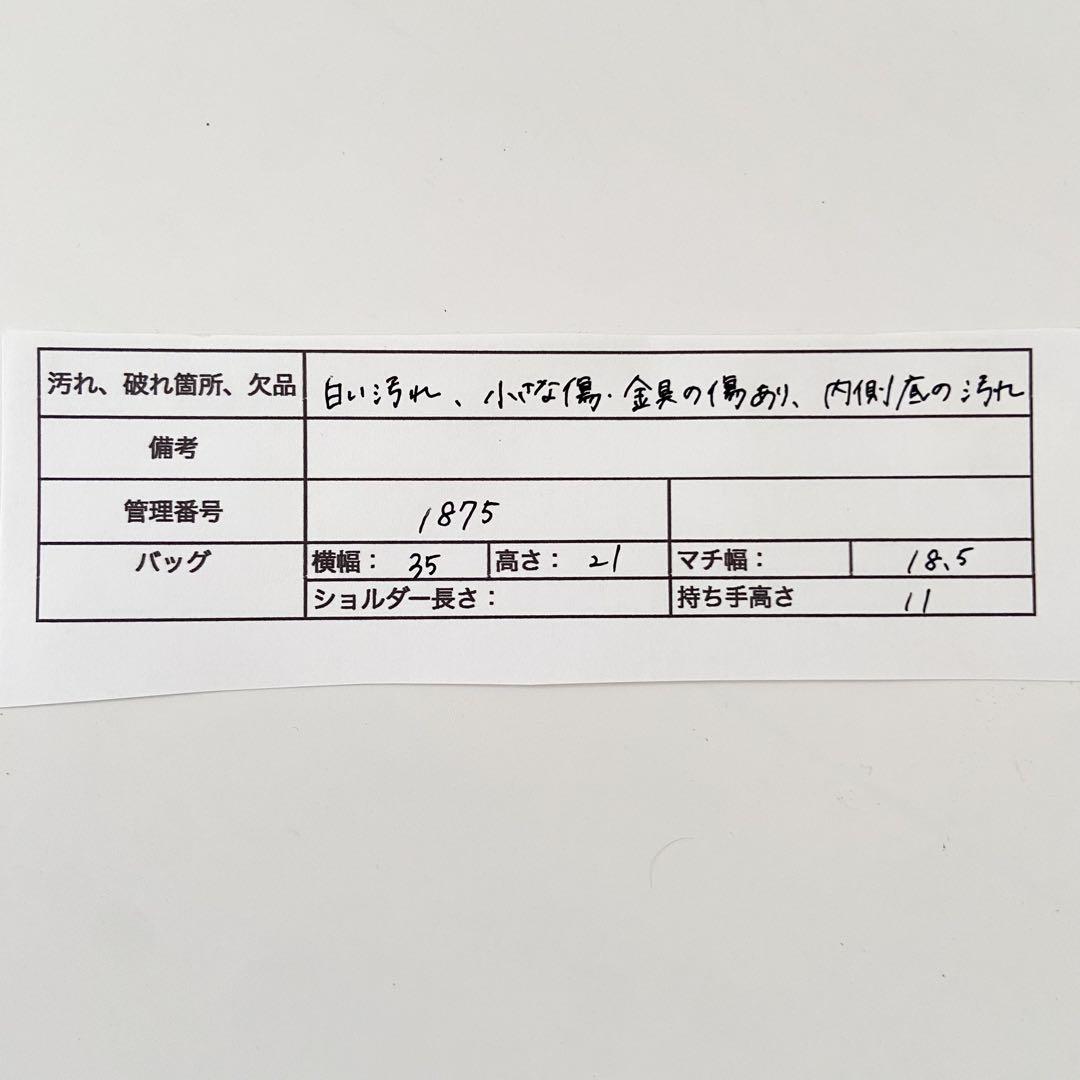 汚れ、破れ箇所、欠品 白い汚れ、小さな傷・金具の傷あり、内側底の汚れ
備考
管理番号 1875
バッグ 横幅： 35 高さ： 21 マチ幅： 18.5
ショルダー長さ： 持ち手高さ 11